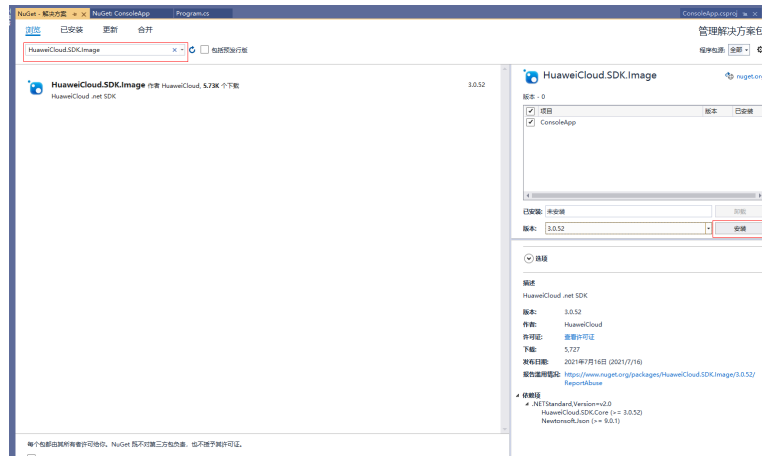 NuGet - 解决方案
NuGet: ConsoleApp
Program.cs
ConsoleApp.csproj
浏览 已安装 更新 合并
管理解决方案包
HuaweiCloud.SDK.Image
包括预发行版
程序包源: 全部
HuaweiCloud.SDK.Image 作者 HuaweiCloud, 5.73K 个下载
3.0.52
HuaweiCloud .net SDK
HuaweiCloud.SDK.Image
nuget.org
版本 - 0
项目 版本 已安装
ConsoleApp
已安装: 未安装 卸载
版本: 3.0.52 安装
选项
描述
HuaweiCloud .net SDK
版本: 3.0.52
作者: HuaweiCloud
许可证: 查看许可证
下载: 5,727
发布日期: 2021年7月16日 (2021/7/16)
报告滥用情况: https://www.nuget.org/packages/HuaweiCloud.SDK.Image/3.0.52/
ReportAbuse
依赖项
.NETStandard,Version=v2.0
HuaweiCloud.SDK.Core (>= 3.0.52)
Newtonsoft.Json (>= 9.0.1)
每个包都由其所有者许可给你。NuGet 既不对第三方包负责，也不授予其许可证。